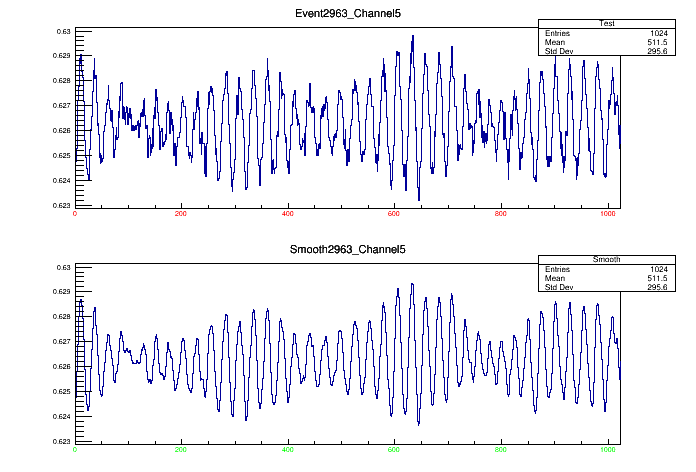 Event2963_Channel5
Test
Entries 1024
Mean 511.5
Std Dev 295.6
0.63
0.629
0.628
0.627
0.626
0.625
0.624
0.623
0 200 400 600 800 1000
Smooth2963_Channel5
Smooth
Entries 1024
Mean 511.5
Std Dev 295.6
0.63
0.629
0.628
0.627
0.626
0.625
0.624
0.623
0 200 400 600 800 1000